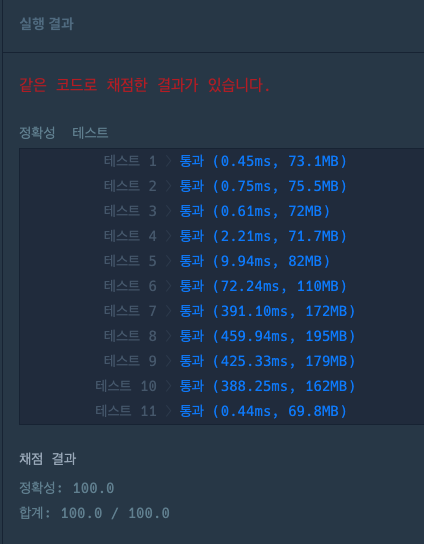 실행 결과
같은 코드로 채점한 결과가 있습니다.
정확성 테스트
테스트 1 〉 통과 (0.45ms, 73.1MB)
테스트 2 〉 통과 (0.75ms, 75.5MB)
테스트 3 〉 통과 (0.61ms, 72MB)
테스트 4 〉 통과 (2.21ms, 71.7MB)
테스트 5 〉 통과 (9.94ms, 82MB)
테스트 6 〉 통과 (72.24ms, 110MB)
테스트 7 〉 통과 (391.10ms, 172MB)
테스트 8 〉 통과 (459.94ms, 195MB)
테스트 9 〉 통과 (425.33ms, 179MB)
테스트 10 〉 통과 (388.25ms, 162MB)
테스트 11 〉 통과 (0.44ms, 69.8MB)
채점 결과
정확성: 100.0
합계: 100.0 / 100.0